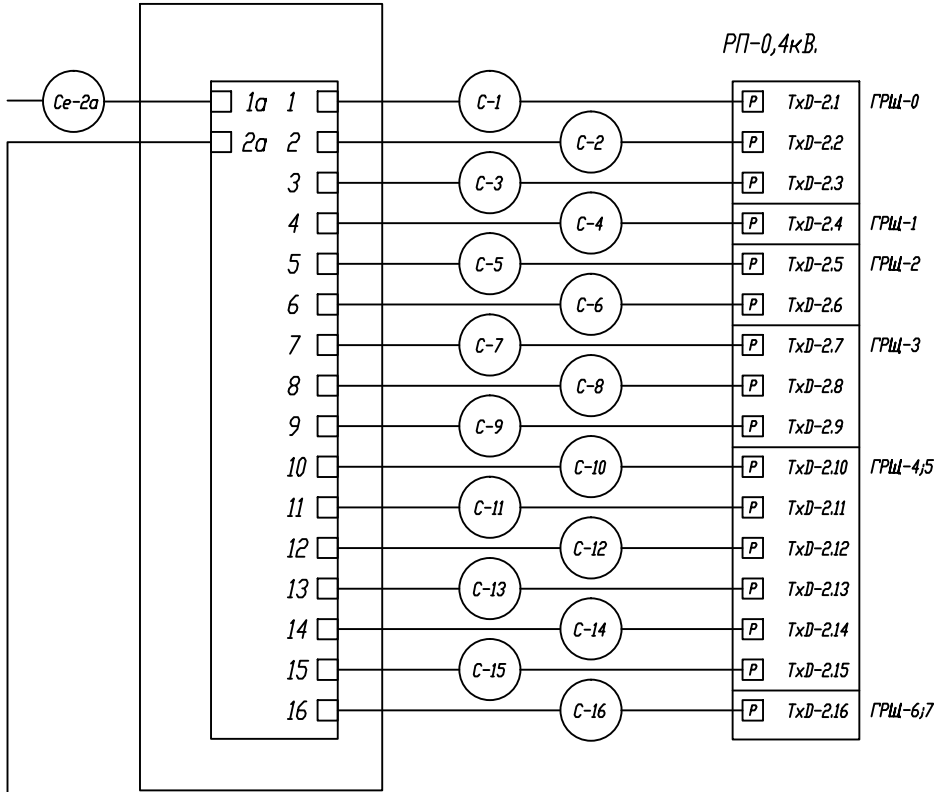 РП-0,4кВ.
Се-2а 1а 1 С-1 Р TxD-2.1 ГРЩ-0
2а 2 С-2 Р TxD-2.2
3 С-3 Р TxD-2.3
4 С-4 Р TxD-2.4 ГРЩ-1
5 С-5 Р TxD-2.5 ГРЩ-2
6 С-6 Р TxD-2.6
7 С-7 Р TxD-2.7 ГРЩ-3
8 С-8 Р TxD-2.8
9 С-9 Р TxD-2.9
10 С-10 Р TxD-2.10 ГРЩ-4;5
11 С-11 Р TxD-2.11
12 С-12 Р TxD-2.12
13 С-13 Р TxD-2.13
14 С-14 Р TxD-2.14
15 С-15 Р TxD-2.15
16 С-16 Р TxD-2.16 ГРЩ-6;7